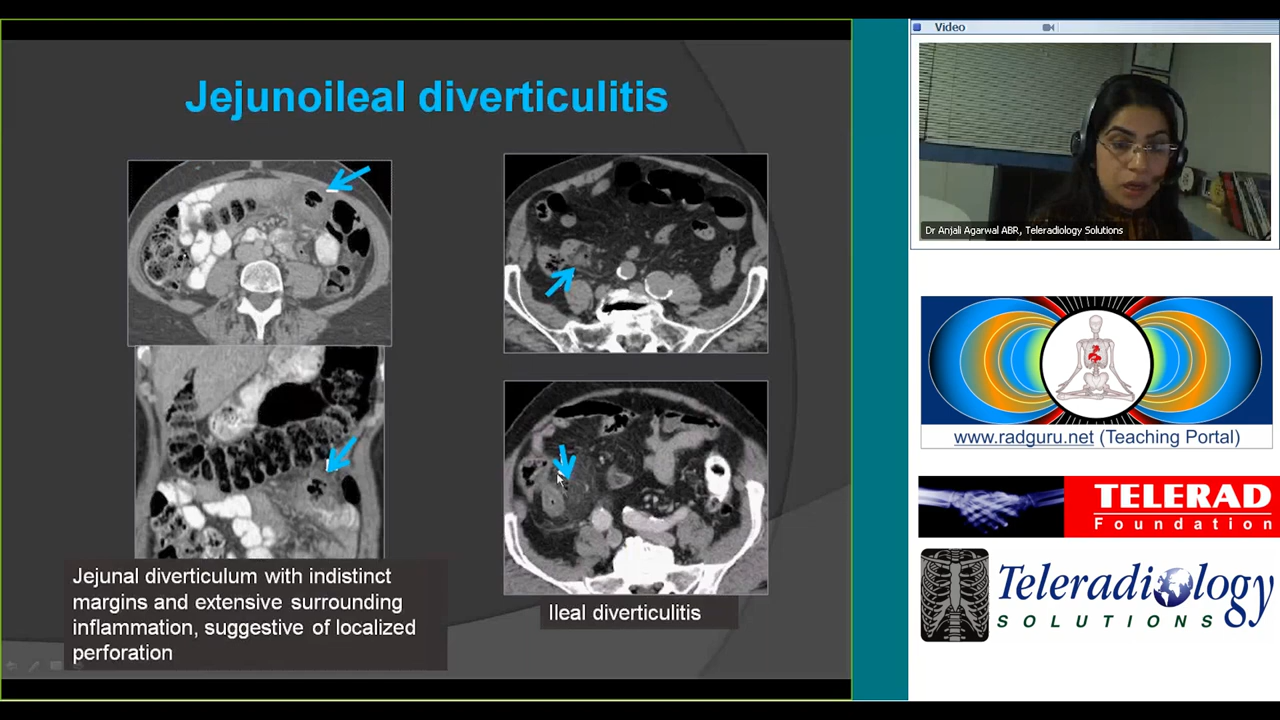 Jejunoileal diverticulitis
Jejunal diverticulum with indistinct
margins and extensive surrounding
inflammation, suggestive of localized
perforation
Ileal diverticulitis
Video
Dr Anjali Agarwal ABR, Teleradiology Solutions
www.radguru.net (Teaching Portal)
TELERAD
Foundation
Teleradiology
SOLUTIONS